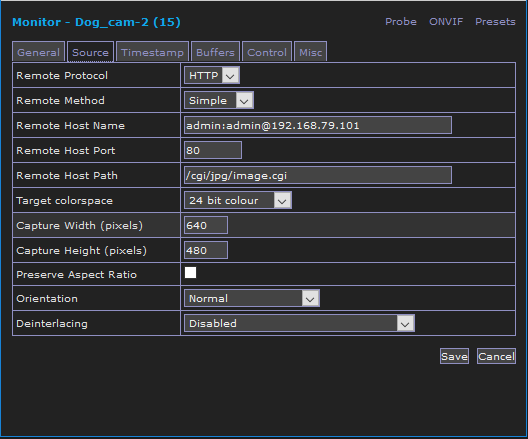 Monitor - Dog_cam-2 (15) Probe ONVIF Presets
General Source Timestamp Buffers Control Misc
Remote Protocol HTTP
Remote Method Simple
Remote Host Name admin:admin@192.168.79.101
Remote Host Port 80
Remote Host Path /cgi/jpg/image.cgi
Target colorspace 24 bit colour
Capture Width (pixels) 640
Capture Height (pixels) 480
Preserve Aspect Ratio
Orientation Normal
Deinterlacing Disabled
Save Cancel